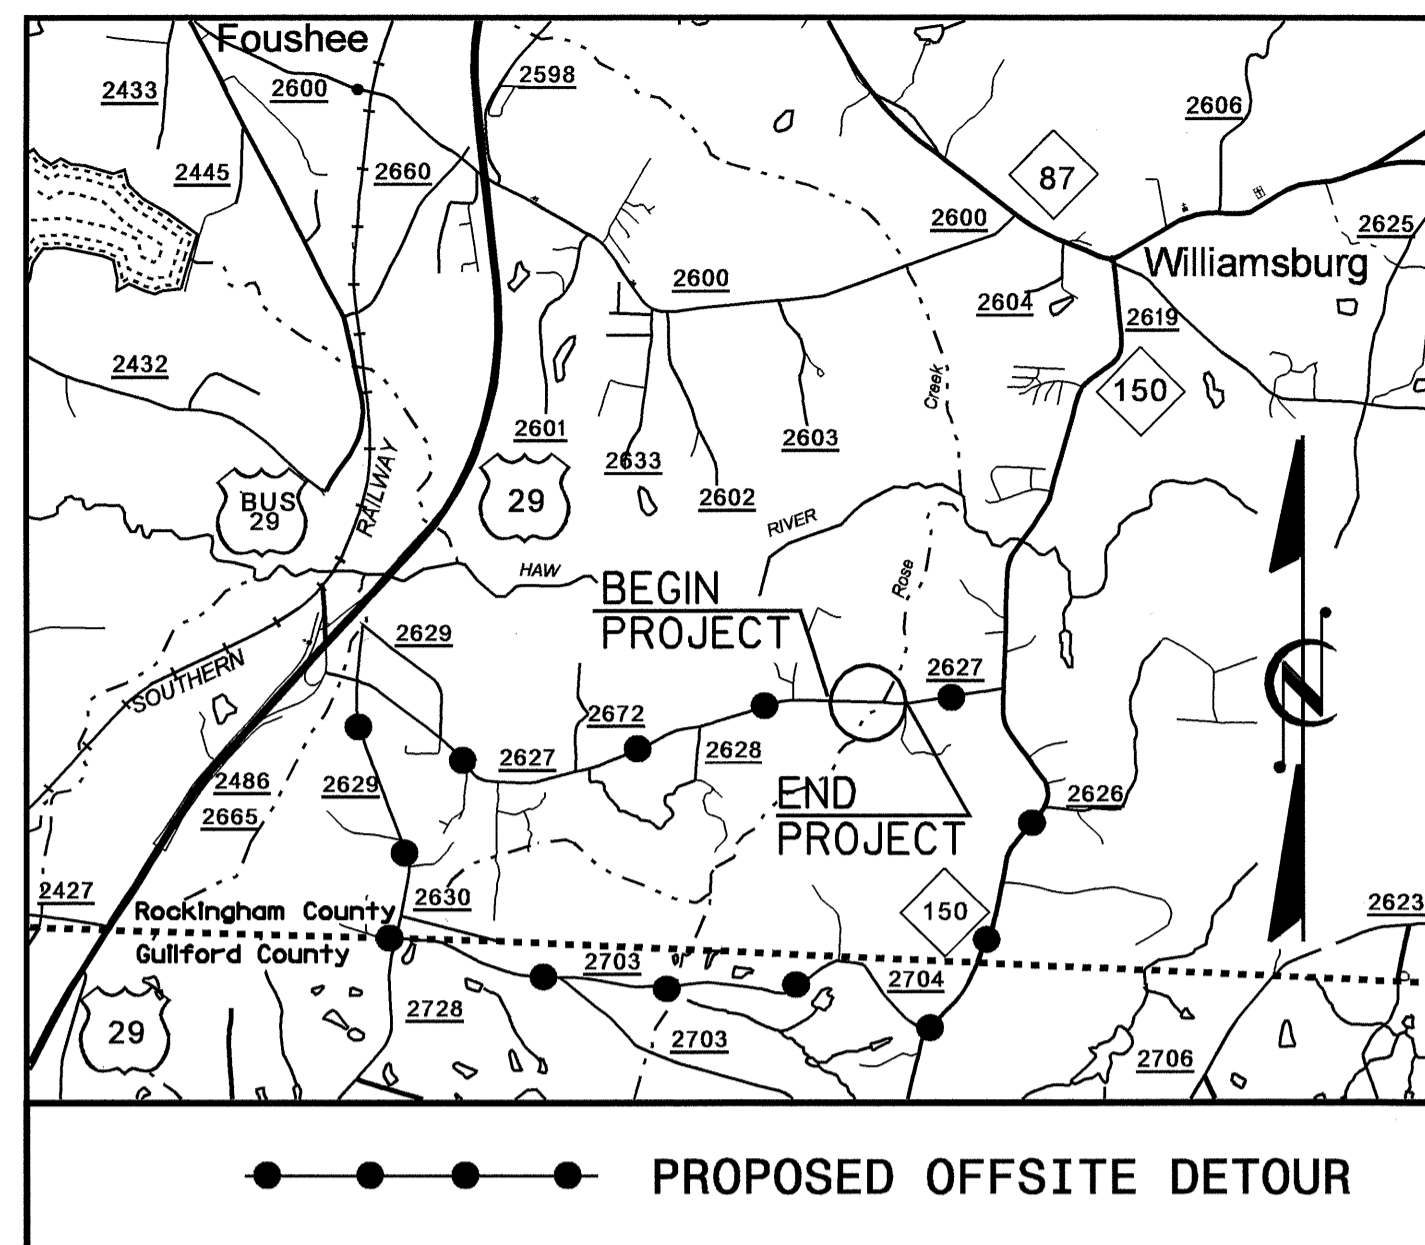 Foushee
2433
2600
2598
2606
2445
2660
87
2600
2625
2600
2604
Williamsburg
2619
2432
150
Creek
2601
2603
2633
2602
RAILWAY
BUS
29
29
RIVER
HAW
Rose
BEGIN
PROJECT
2629
2627
SOUTHERN
2672
2628
2627
2486
2629
2665
END
PROJECT
2626
2427
2630
Rockingham County
150
2623
Guilford County
2703
2704
2728
29
2703
2706
N
PROPOSED OFFSITE DETOUR